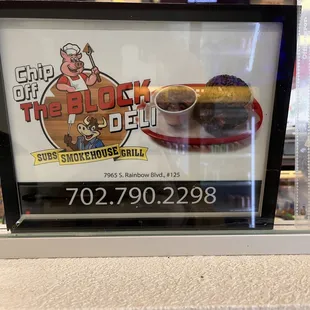 Chip
Off
The BLOCK
DELI
SUBS SMOKEHOUSE GRILL
7965 S. Rainbow Blvd., #125
702.790.2298